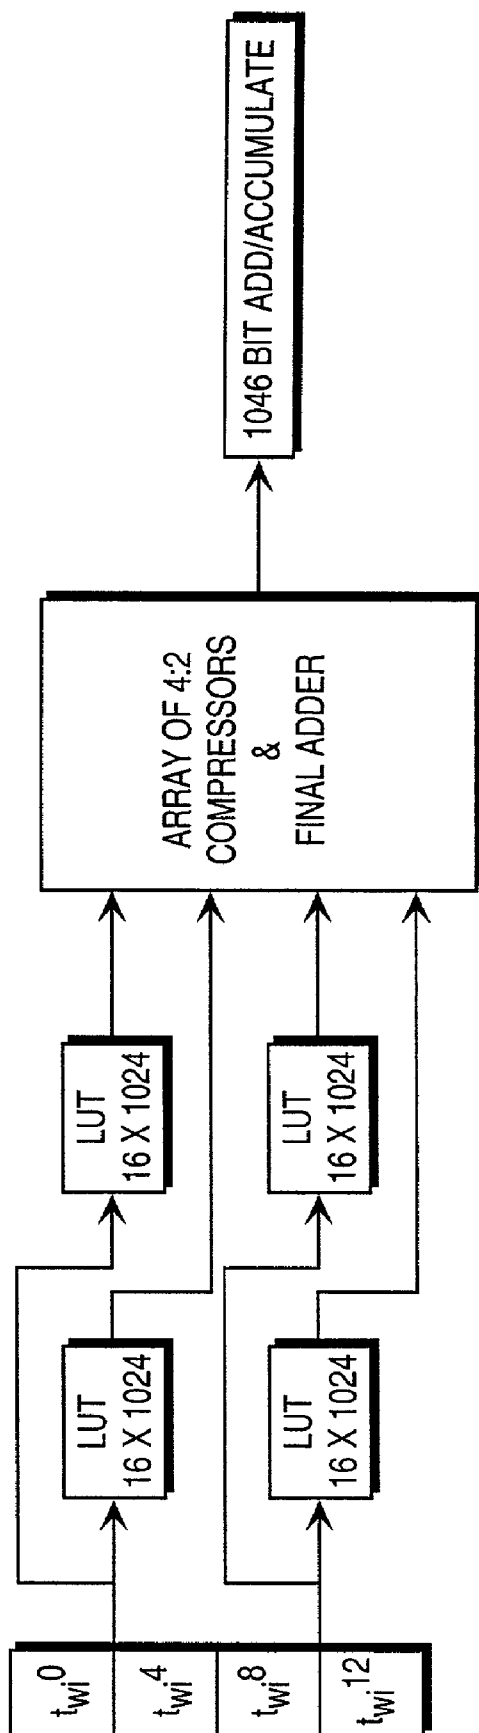 t_wi^0
t_wi^4
t_wi^8
t_wi^12
LUT
16 X 1024
LUT
16 X 1024
LUT
16 X 1024
LUT
16 X 1024
ARRAY OF 4:2
COMPRESSORS
&
FINAL ADDER
1046 BIT ADD/ACCUMULATE